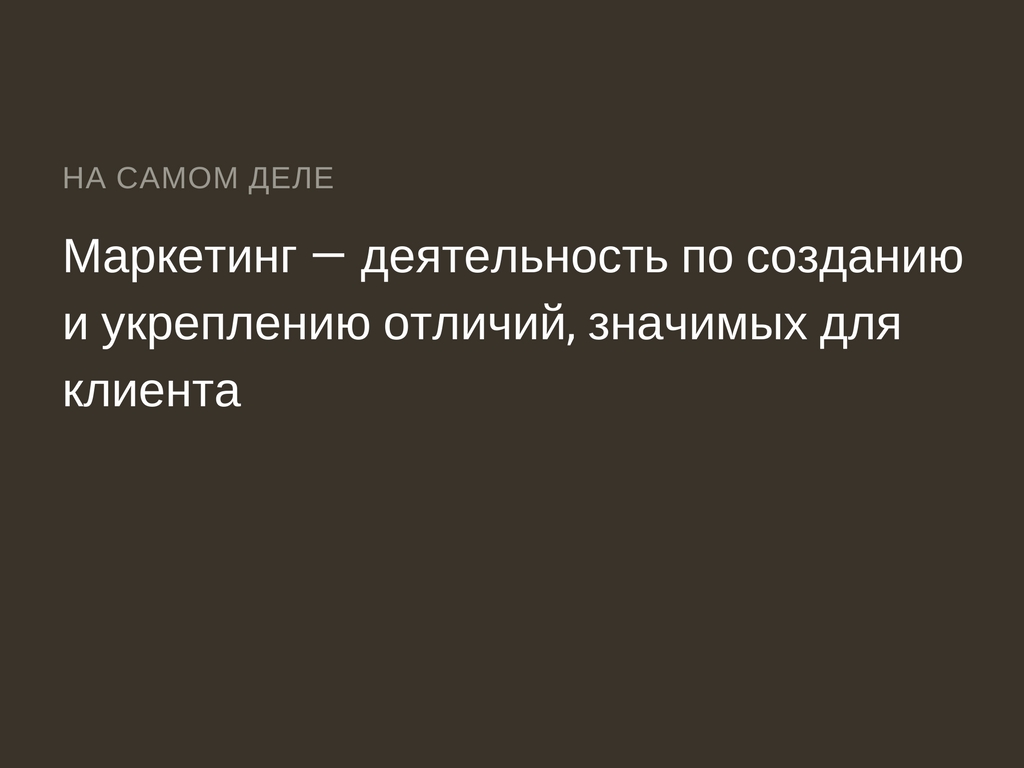 НА САМОМ ДЕЛЕ
Маркетинг — деятельность по созданию
и укреплению отличий, значимых для
клиента